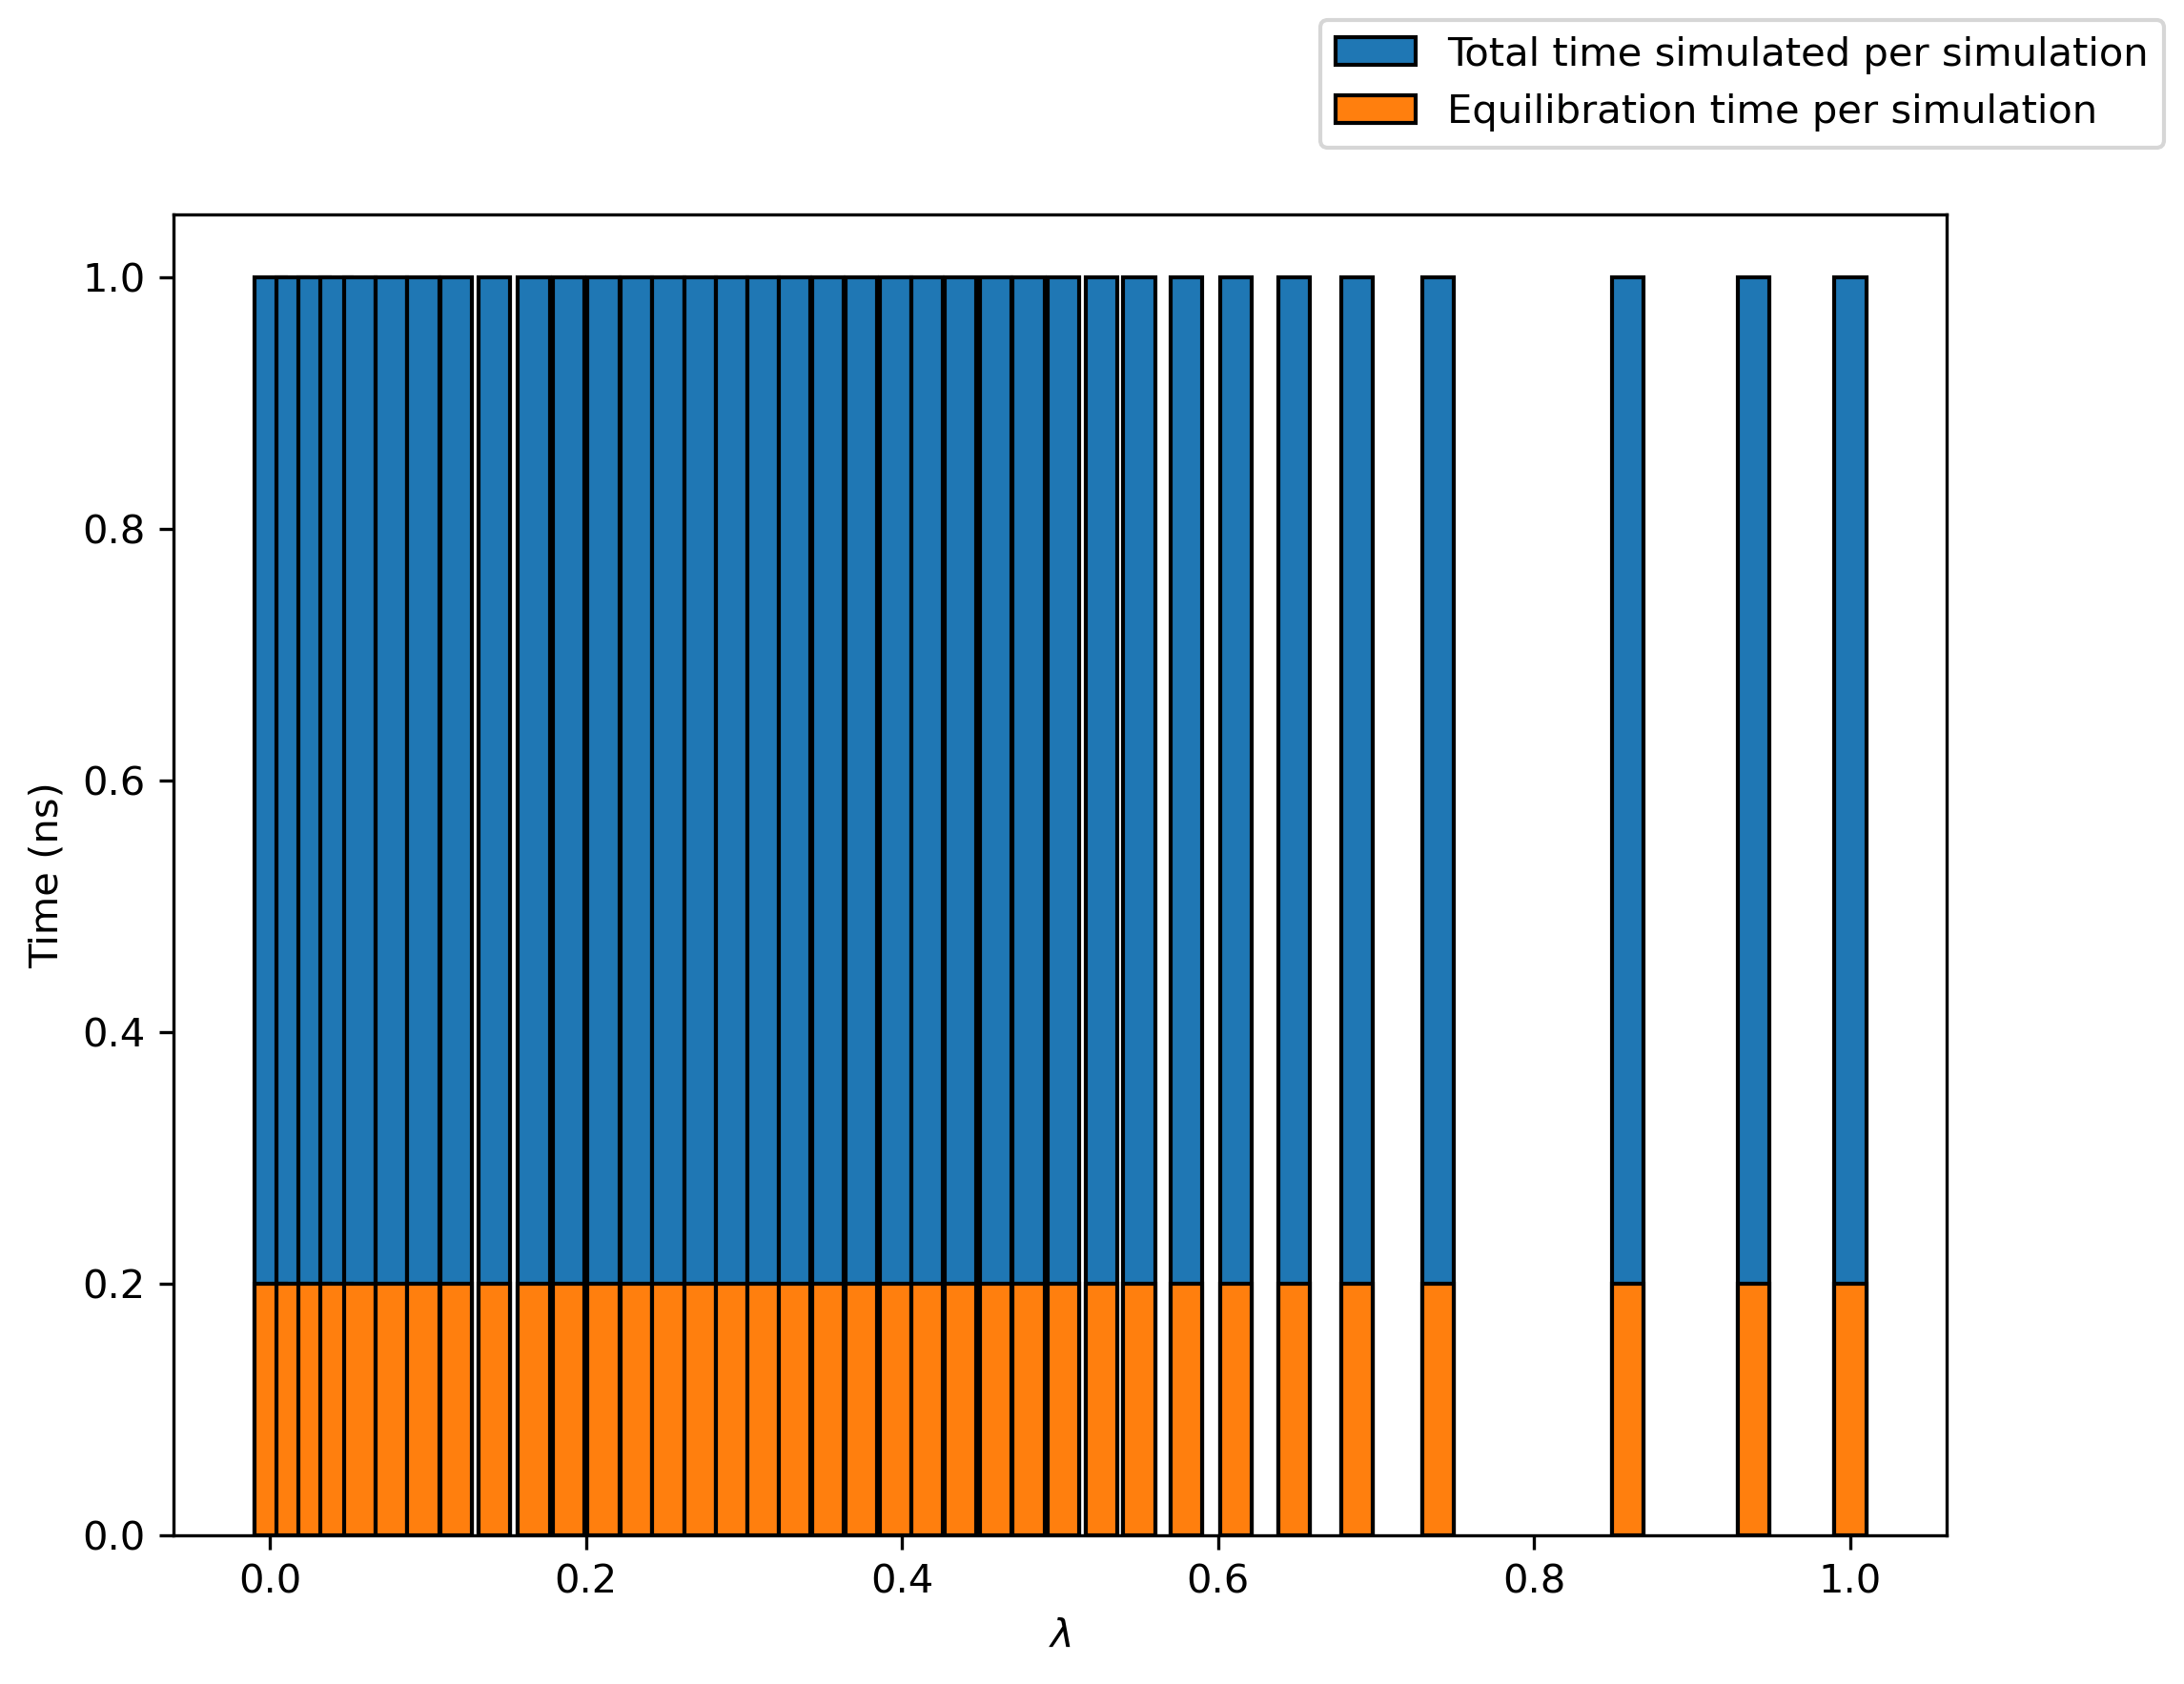 Total time simulated per simulation
Equilibration time per simulation
1.0
0.8
0.6
0.4
0.2
0.0
Time (ns)
0.0 0.2 0.4 0.6 0.8 1.0
λ